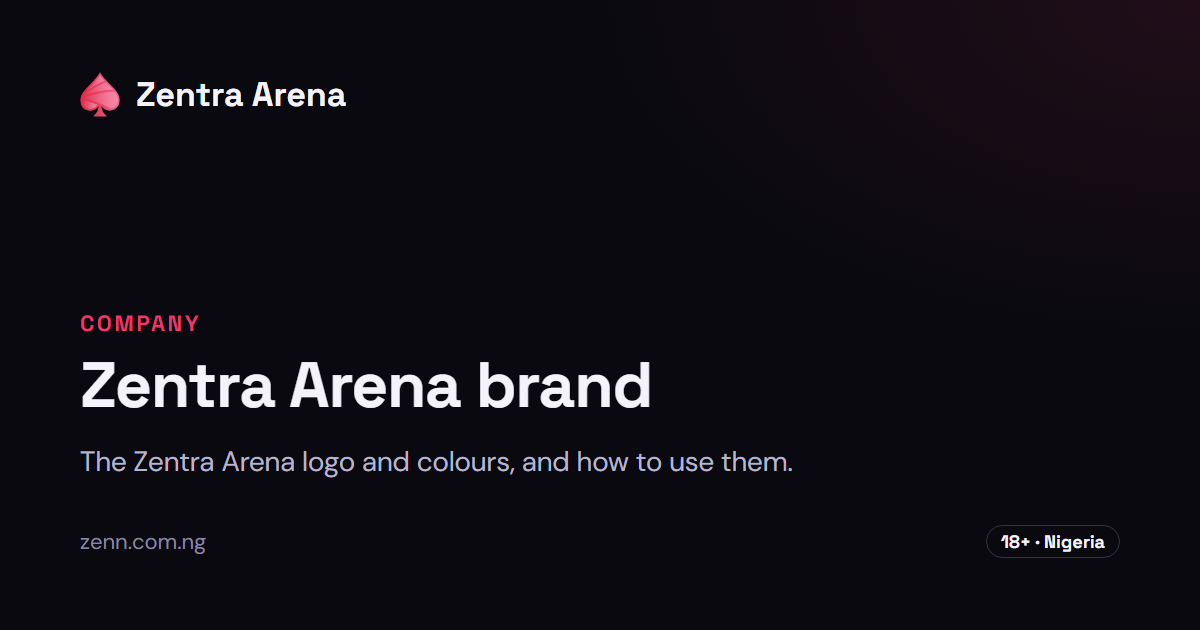 Zentra Arena
COMPANY
Zentra Arena brand
The Zentra Arena logo and colours, and how to use them.
zenn.com.ng
18+ · Nigeria